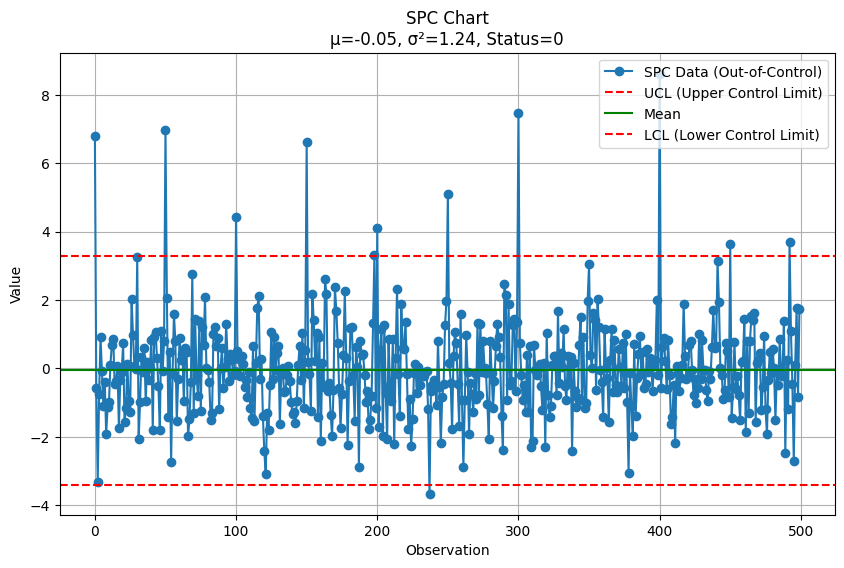 SPC Chart
μ=-0.05, σ²=1.24, Status=0
SPC Data (Out-of-Control)
UCL (Upper Control Limit)
Mean
LCL (Lower Control Limit)
Value
8
6
4
2
0
−2
−4
0 100 200 300 400 500
Observation